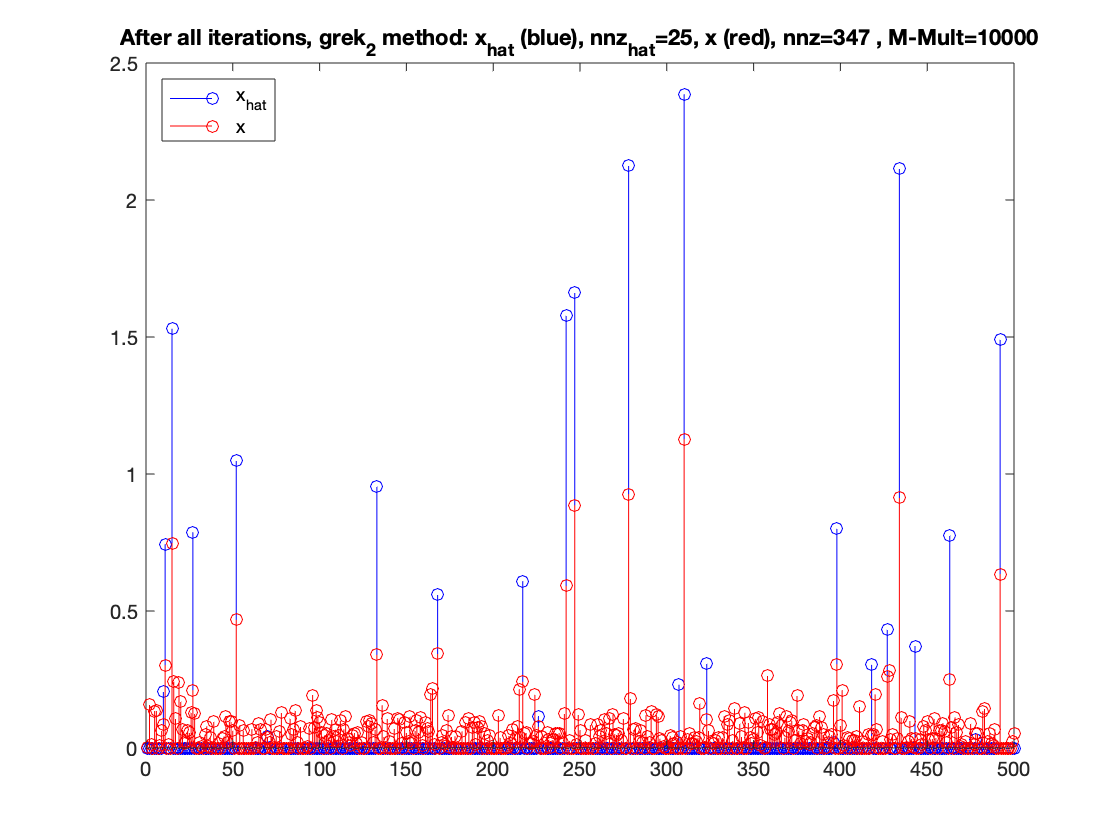 After all iterations, grek2 method: xhat (blue), nnzhat=25, x (red), nnz=347 , M-Mult=10000
2.5
xhat
x
2
1.5
1
0.5
0
0 50 100 150 200 250 300 350 400 450 500